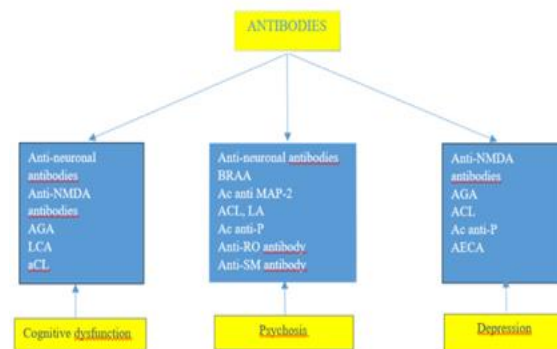 ANTIBODIES
Anti-neuronal
antibodies
Anti-NMDA
antibodies
AGA
LCA
aCL
Anti-neuronal antibodies
BRAA
Ac anti MAP-2
ACL, LA
Ac anti-P
Anti-RO antibody
Anti-SM antibody
Anti-NMDA
antibodies
AGA
ACL
Ac anti-P
AECA
Cognitive dysfunction
Psychosis
Depression